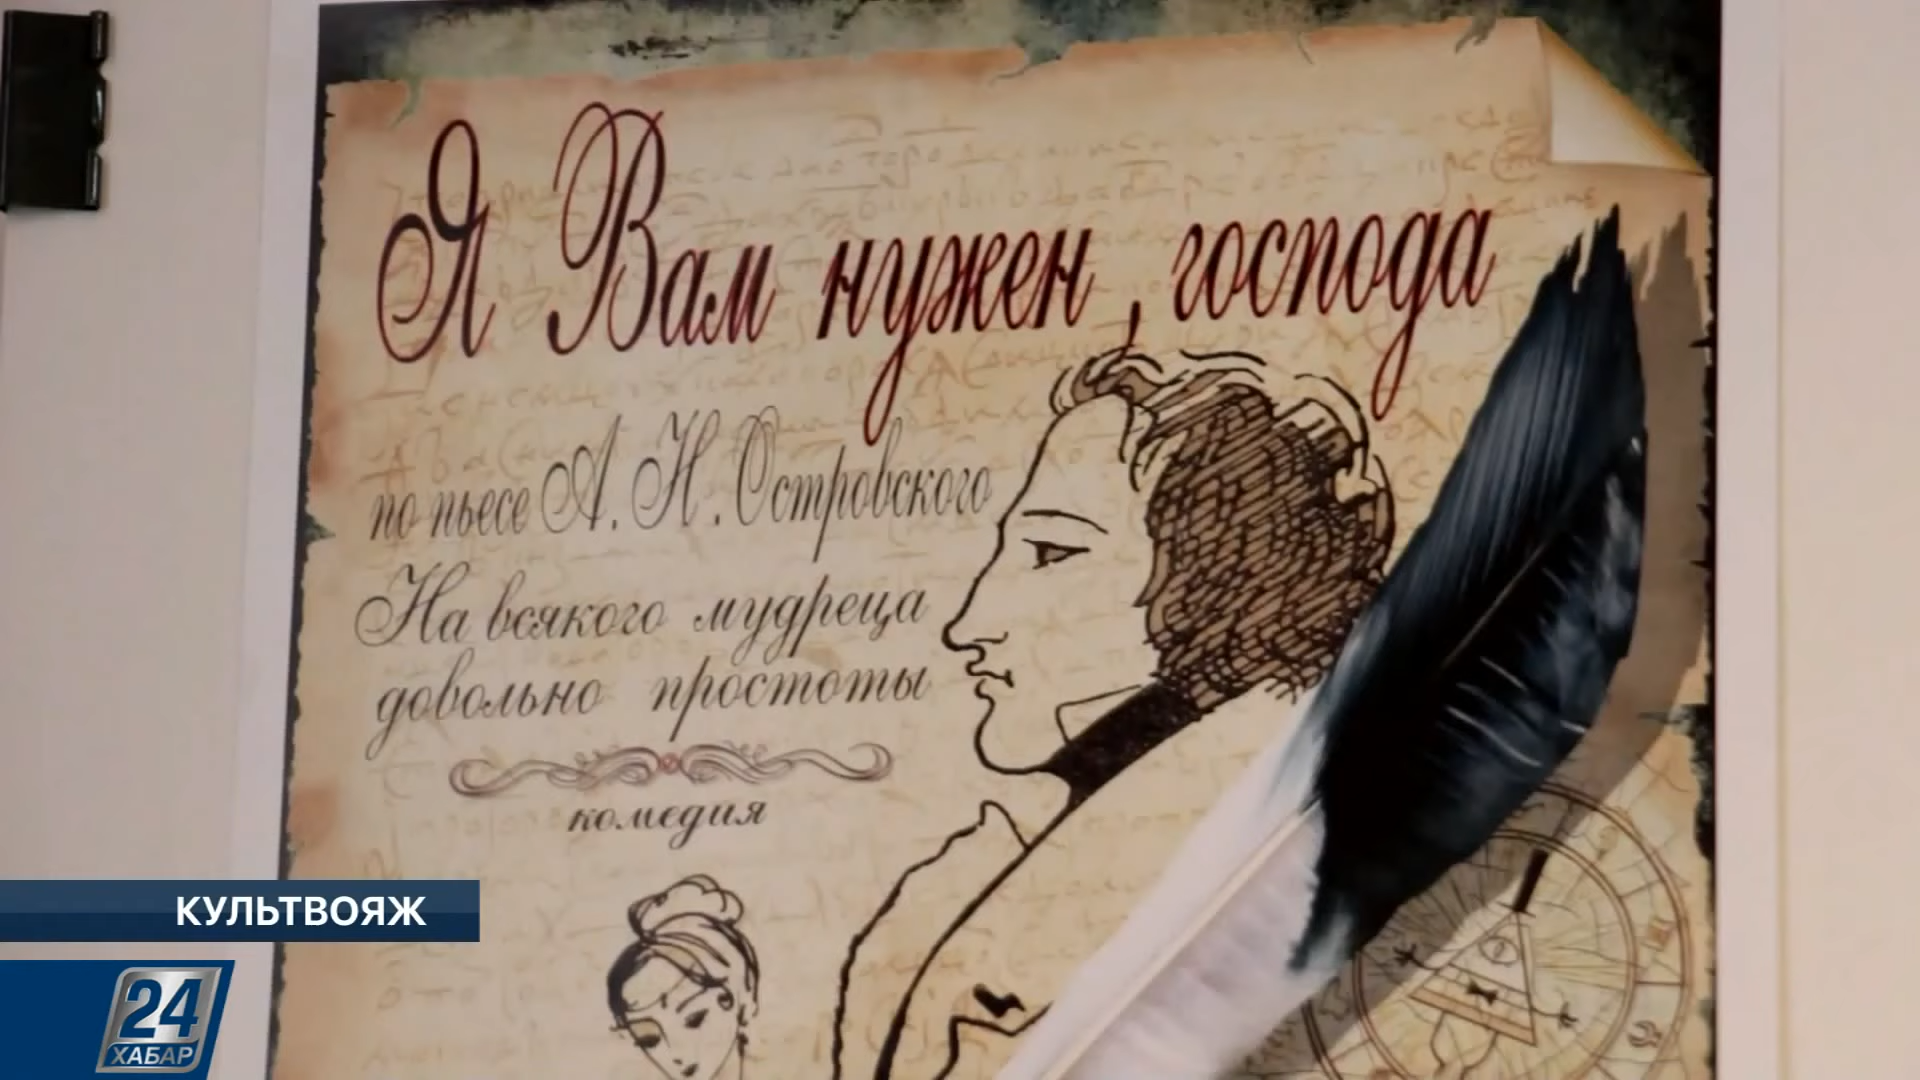 Я Вам нужен, господа
по пьесе А. Н. Островского
На всякого мудреца
довольно простоты
комедия
КУЛЬТВОЯЖ
24
ХАБАР